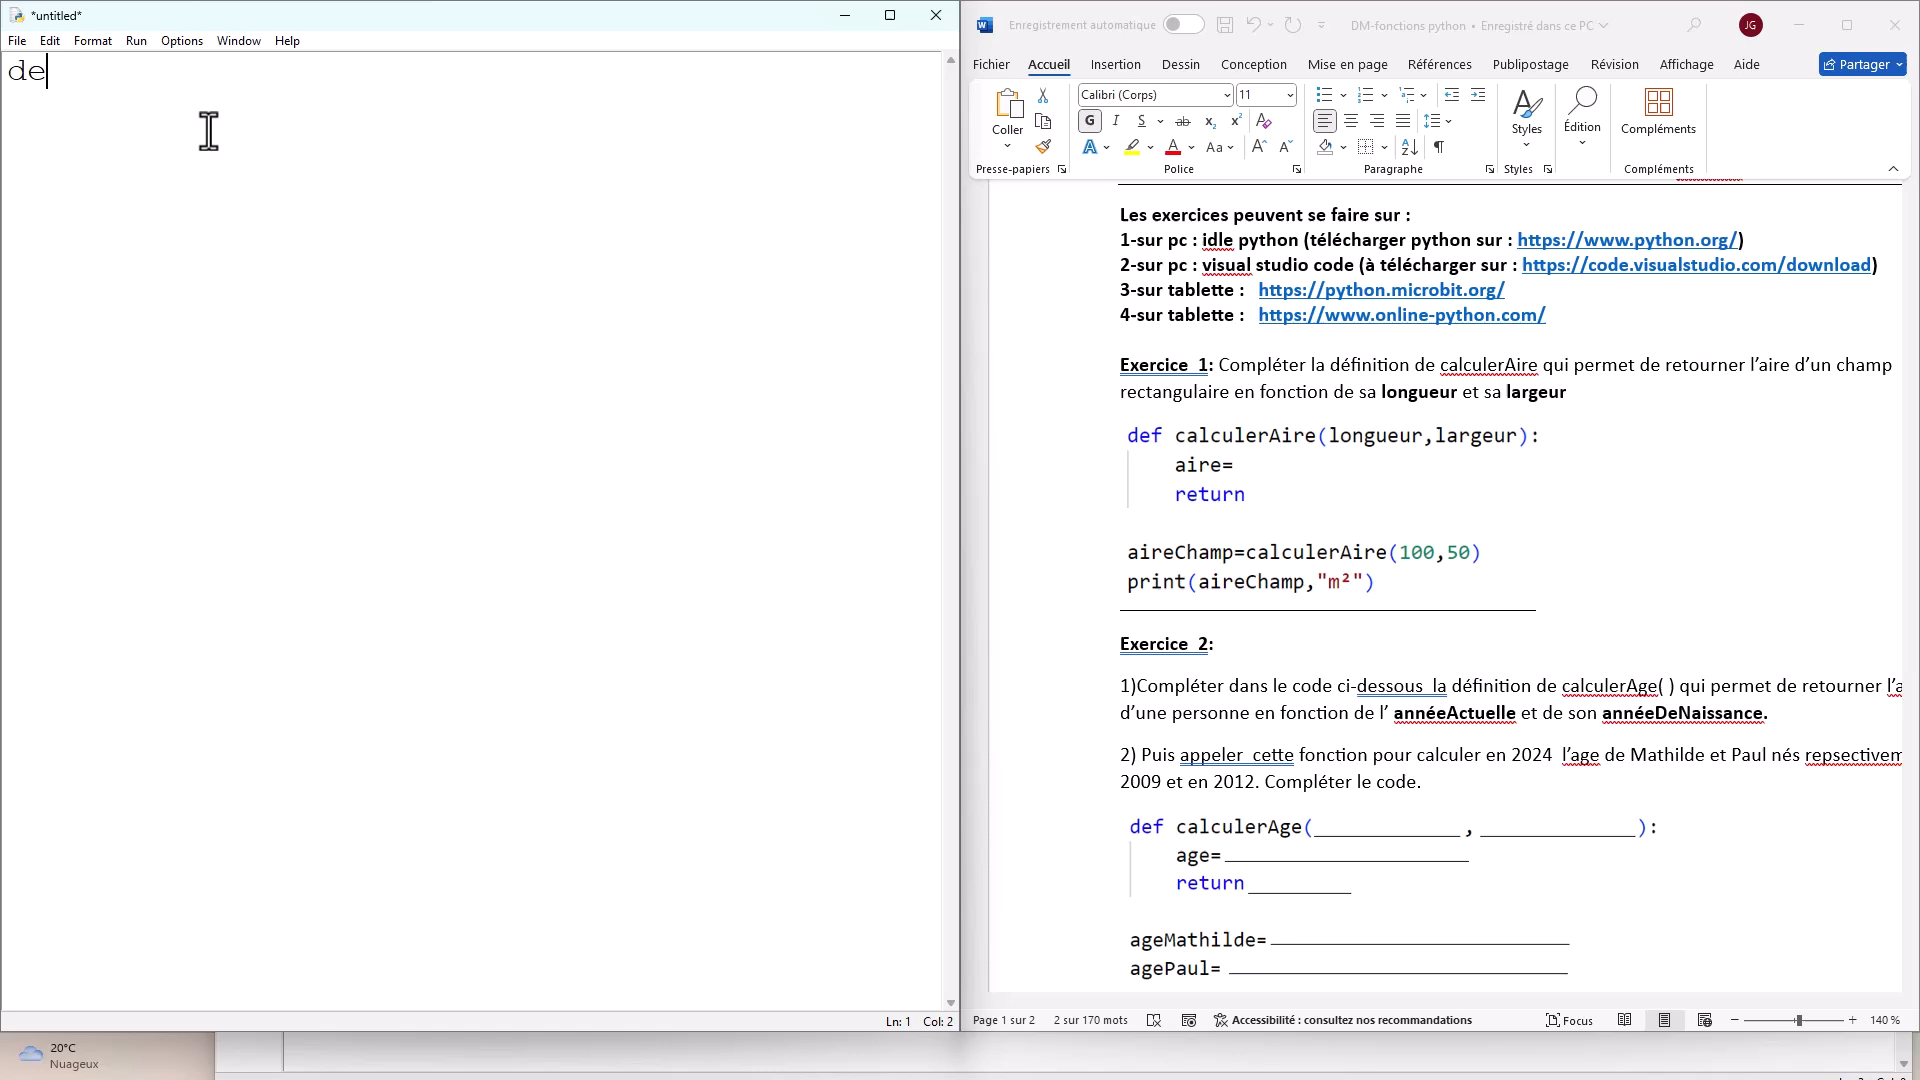 *untitled*
File Edit Format Run Options Window Help
de
Ln: 1 Col: 2
20°C
Nuageux
Enregistrement automatique
DM-fonctions python • Enregistré dans ce PC
JG
Fichier Accueil Insertion Dessin Conception Mise en page Références Publipostage Révision Affichage Aide Partager
Coller
Presse-papiers
Calibri (Corps) 11
G I S ab x₂ x² A
A A Aa A A
Police
Paragraphe
Styles
Styles
Édition
Compléments
Compléments
Les exercices peuvent se faire sur :
1-sur pc : idle python (télécharger python sur : https://www.python.org/)
2-sur pc : visual studio code (à télécharger sur : https://code.visualstudio.com/download)
3-sur tablette : https://python.microbit.org/
4-sur tablette : https://www.online-python.com/
Exercice 1: Compléter la définition de calculerAire qui permet de retourner l’aire d’un champ
rectangulaire en fonction de sa longueur et sa largeur
def calculerAire(longueur,largeur):
aire=
return
aireChamp=calculerAire(100,50)
print(aireChamp,"m²")
Exercice 2:
1)Compléter dans le code ci-dessous la définition de calculerAge( ) qui permet de retourner l’a
d’une personne en fonction de l’ annéeActuelle et de son annéeDeNaissance.
2) Puis appeler cette fonction pour calculer en 2024 l’age de Mathilde et Paul nés repsectivem
2009 et en 2012. Compléter le code.
def calculerAge(____________,____________):
age=____________
return____________
ageMathilde=____________
agePaul= ____________
Page 1 sur 2 2 sur 170 mots Accessibilité : consultez nos recommandations Focus 140 %